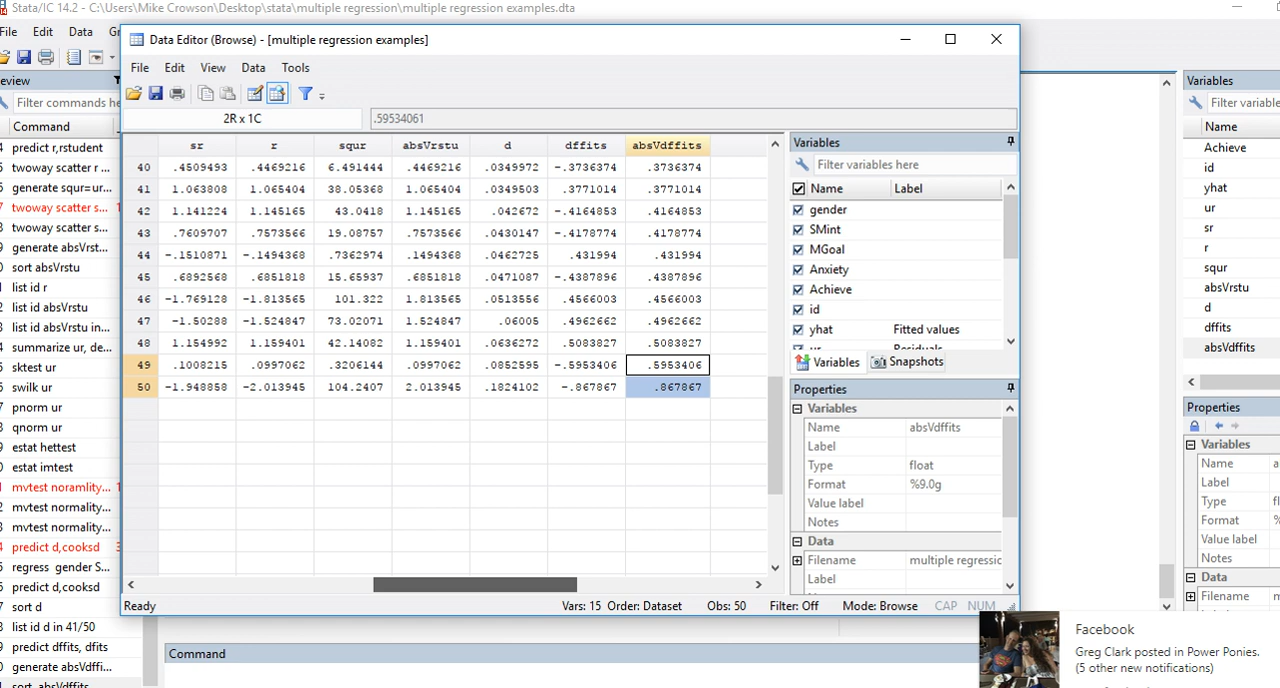 Stata/IC 14.2 - C:\Users\Mike Crowson\Desktop\stata\multiple regression\multiple regression examples.dta
File Edit Data
Data Editor (Browse) - [multiple regression examples]
File Edit View Data Tools
2R x 1C .59534061
Filter commands he
Command
predict r,rstudent
twoway scatter r ...
generate squr=ur...
twoway scatter s...
twoway scatter s...
generate absVrst...
sort absVrstu
list id r
list id absVrstu
list id absVrstu in...
summarize ur, de...
sktest ur
swilk ur
pnorm ur
qnorm ur
estat hettest
estat imtest
mvtest noramlity...
mvtest normality...
mvtest normality...
predict d,cooksd
regress gender S...
predict d,cooksd
sort d
list id d in 41/50
predict dffits, dfits
generate absVdffi...
sort absVdffits
sr r squr absVrstu d dffits absVdffits
40 .4509493 .4469216 6.491444 .4469216 .0349972 -.3736374 .3736374
41 1.063808 1.065404 38.05368 1.065404 .0349503 .3771014 .3771014
42 1.141224 1.145165 43.0418 1.145165 .042672 -.4164853 .4164853
43 .7609707 .7573566 19.08757 .7573566 .0430147 -.4178774 .4178774
44 -.1510871 -.1494368 .7362974 .1494368 .0462725 .431994 .431994
45 .6892568 .6851818 15.65937 .6851818 .0471087 -.4387896 .4387896
46 -1.769128 -1.813565 101.322 1.813565 .0513556 .4566003 .4566003
47 -1.50288 -1.524847 73.02071 1.524847 .06005 .4962662 .4962662
48 1.154992 1.159401 42.14082 1.159401 .0636272 .5083827 .5083827
49 .1008215 .0997062 .3206144 .0997062 .0852595 -.5953406 .5953406
50 -1.948858 -2.013945 104.2407 2.013945 .1824102 -.867867 .867867
Variables
Filter variables here
Name Label
gender
SMint
MGoal
Anxiety
Achieve
id
yhat Fitted values
Variables Snapshots
Properties
Variables
Name absVdffits
Label
Type float
Format %9.0g
Value label
Notes
Data
Filename multiple regressio
Label
Ready Vars: 15 Order: Dataset Obs: 50 Filter: Off Mode: Browse CAP NUM
Command
Variables
Filter variable
Name
Achieve
id
yhat
ur
sr
r
squr
absVrstu
d
dffits
absVdffits
Properties
Variables
Name
Label
Type
Format
Value label
Notes
Data
Filename
Facebook
Greg Clark posted in Power Ponies.
(5 other new notifications)